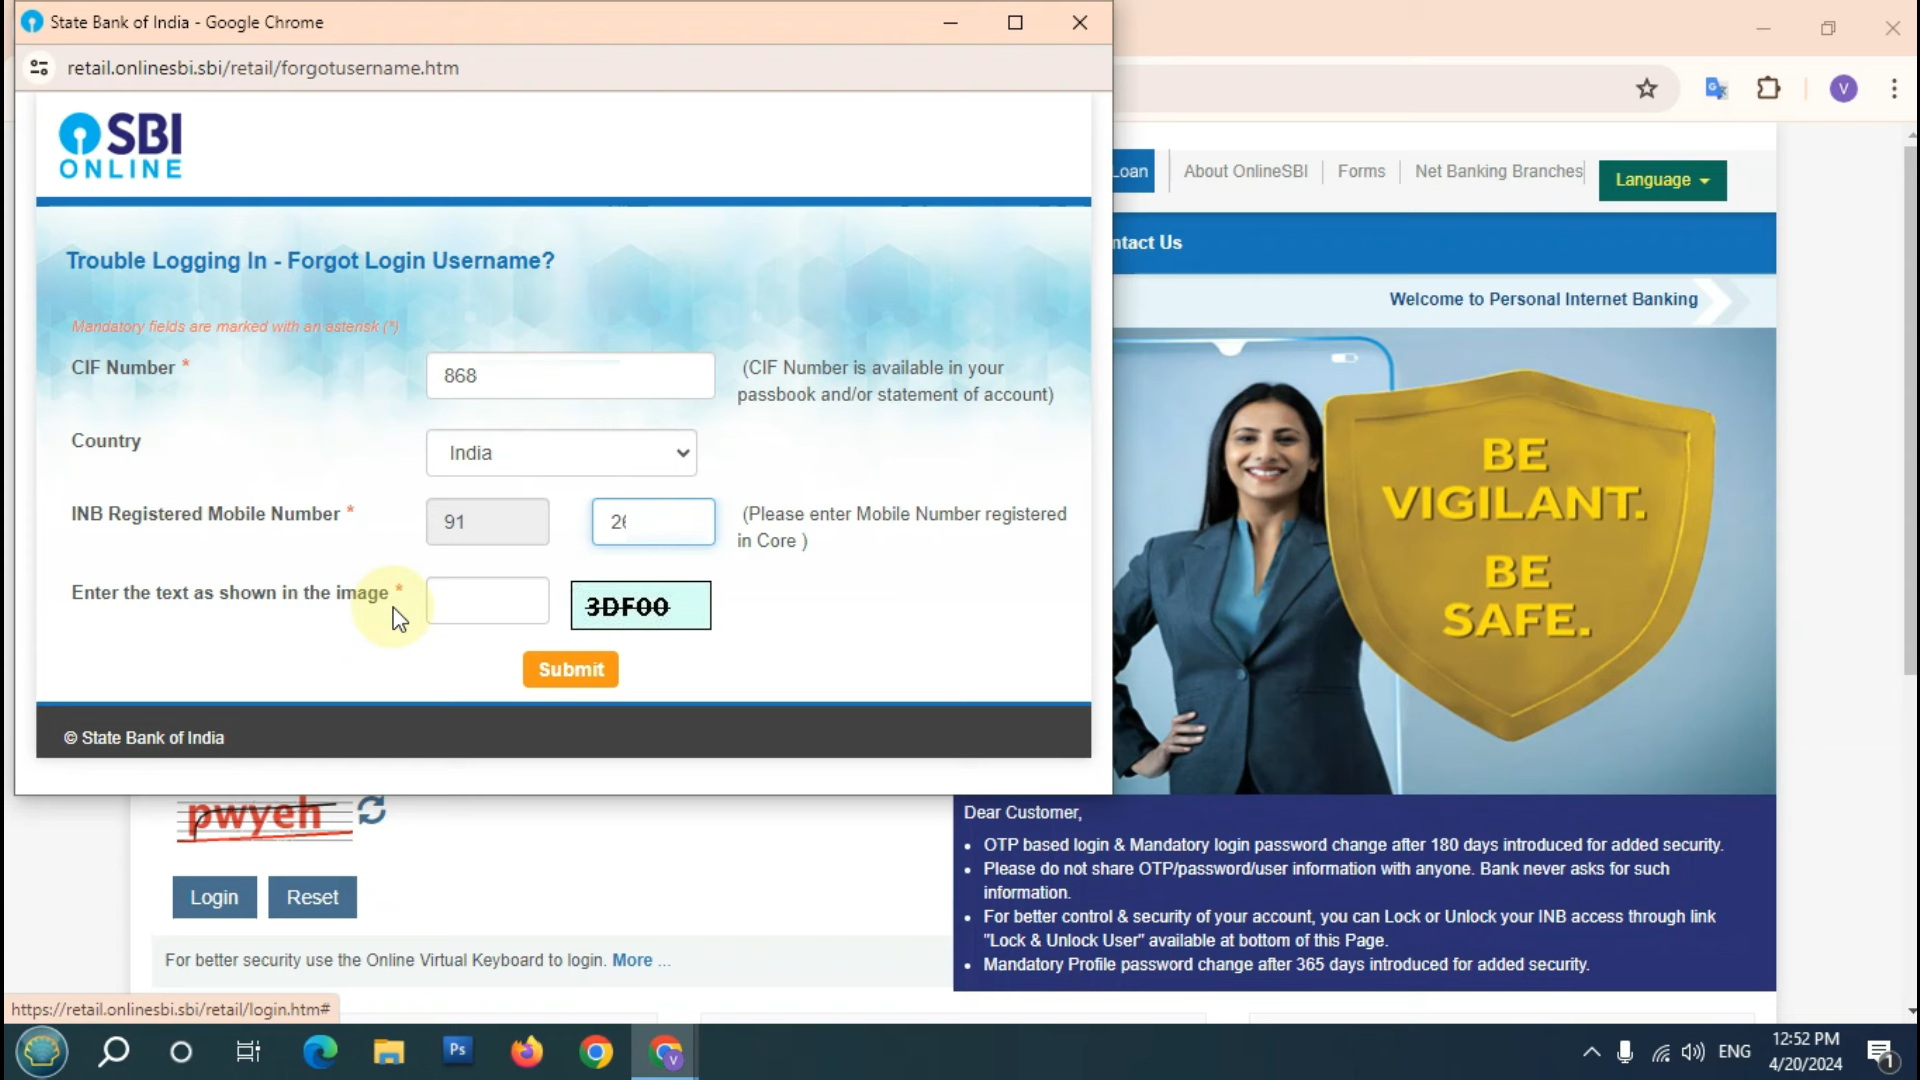 State Bank of India - Google Chrome
retail.onlinesbi.sbi/retail/forgotusername.htm
V
SBI
ONLINE
Loan
About OnlineSBI
Forms
Net Banking Branches
Language
ntact Us
Trouble Logging In - Forgot Login Username?
Welcome to Personal Internet Banking
Mandatory fields are marked with an asterisk (*)
CIF Number *
868
(CIF Number is available in your
passbook and/or statement of account)
Country
India
INB Registered Mobile Number *
91
26
(Please enter Mobile Number registered
in Core )
Enter the text as shown in the image *
3DF00
Submit
© State Bank of India
BE
VIGILANT.
BE
SAFE.
pwyeh
Login
Reset
For better security use the Online Virtual Keyboard to login. More ...
Dear Customer,
• OTP based login & Mandatory login password change after 180 days introduced for added security.
• Please do not share OTP/password/user information with anyone. Bank never asks for such
information.
• For better control & security of your account, you can Lock or Unlock your INB access through link
"Lock & Unlock User" available at bottom of this Page.
• Mandatory Profile password change after 365 days introduced for added security.
https://retail.onlinesbi.sbi/retail/login.htm#
Ps
V
ENG
12:52 PM
4/20/2024
1